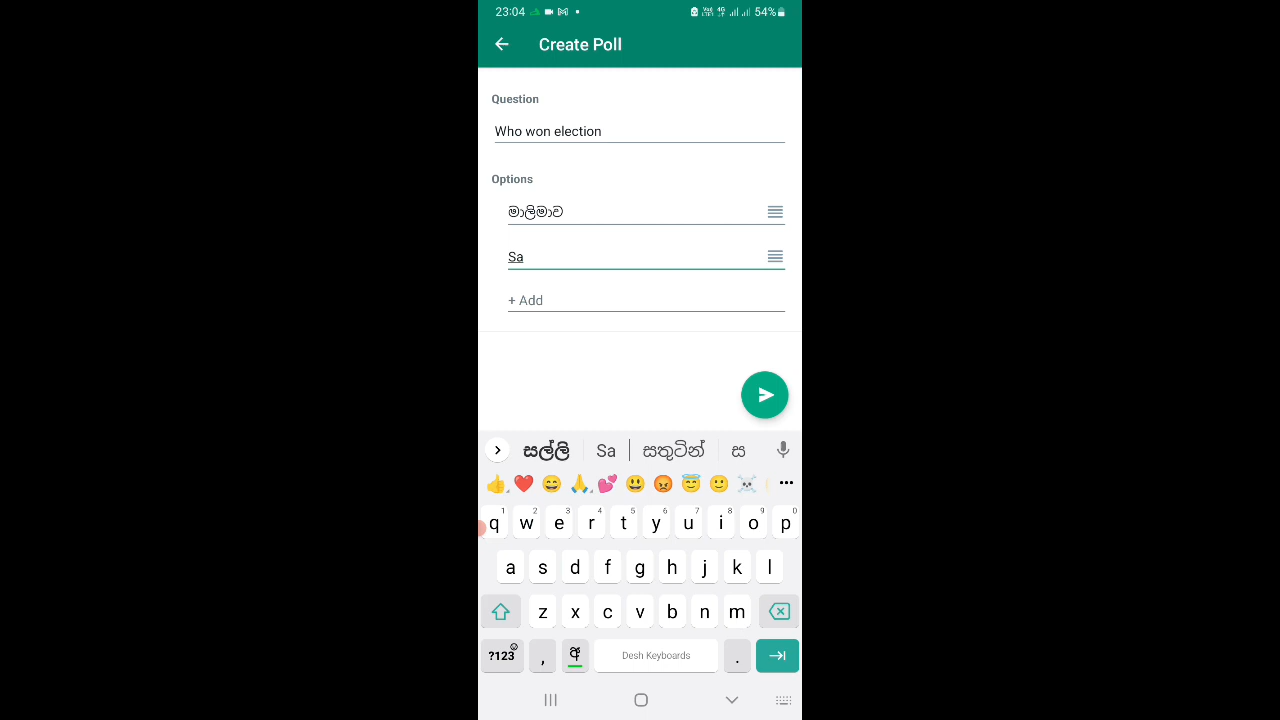 23:04 54%
Create Poll
Question
Who won election
Options
මාලිමාව
Sa
+ Add
සල්ලි Sa සතුටින් ස
1 2 3 4 5 6 7 8 9 0
q w e r t y u i o p
a s d f g h j k l
z x c v b n m
?123 , අ Desh Keyboards .